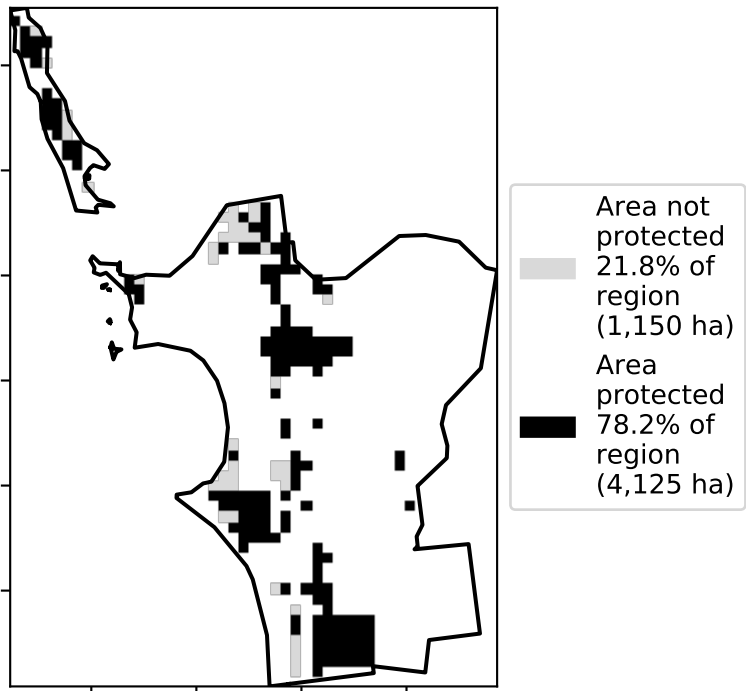 Area not
protected
21.8% of
region
(1,150 ha)
Area
protected
78.2% of
region
(4,125 ha)